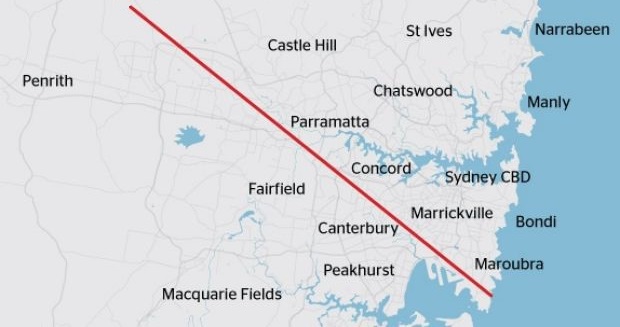 St Ives
Narrabeen
Castle Hill
Penrith
Chatswood
Manly
Parramatta
Concord
Sydney CBD
Fairfield
Marrickville
Bondi
Canterbury
Maroubra
Peakhurst
Macquarie Fields